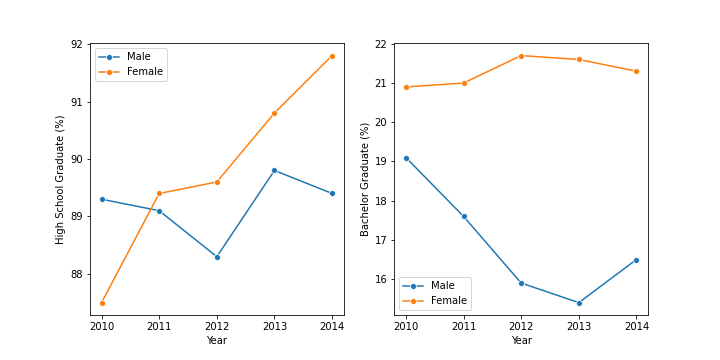 High School Graduate (%)
92
91
90
89
88
Male
Female
2010 2011 2012 2013 2014
Year
Bachelor Graduate (%)
22
21
20
19
18
17
16
Male
Female
2010 2011 2012 2013 2014
Year